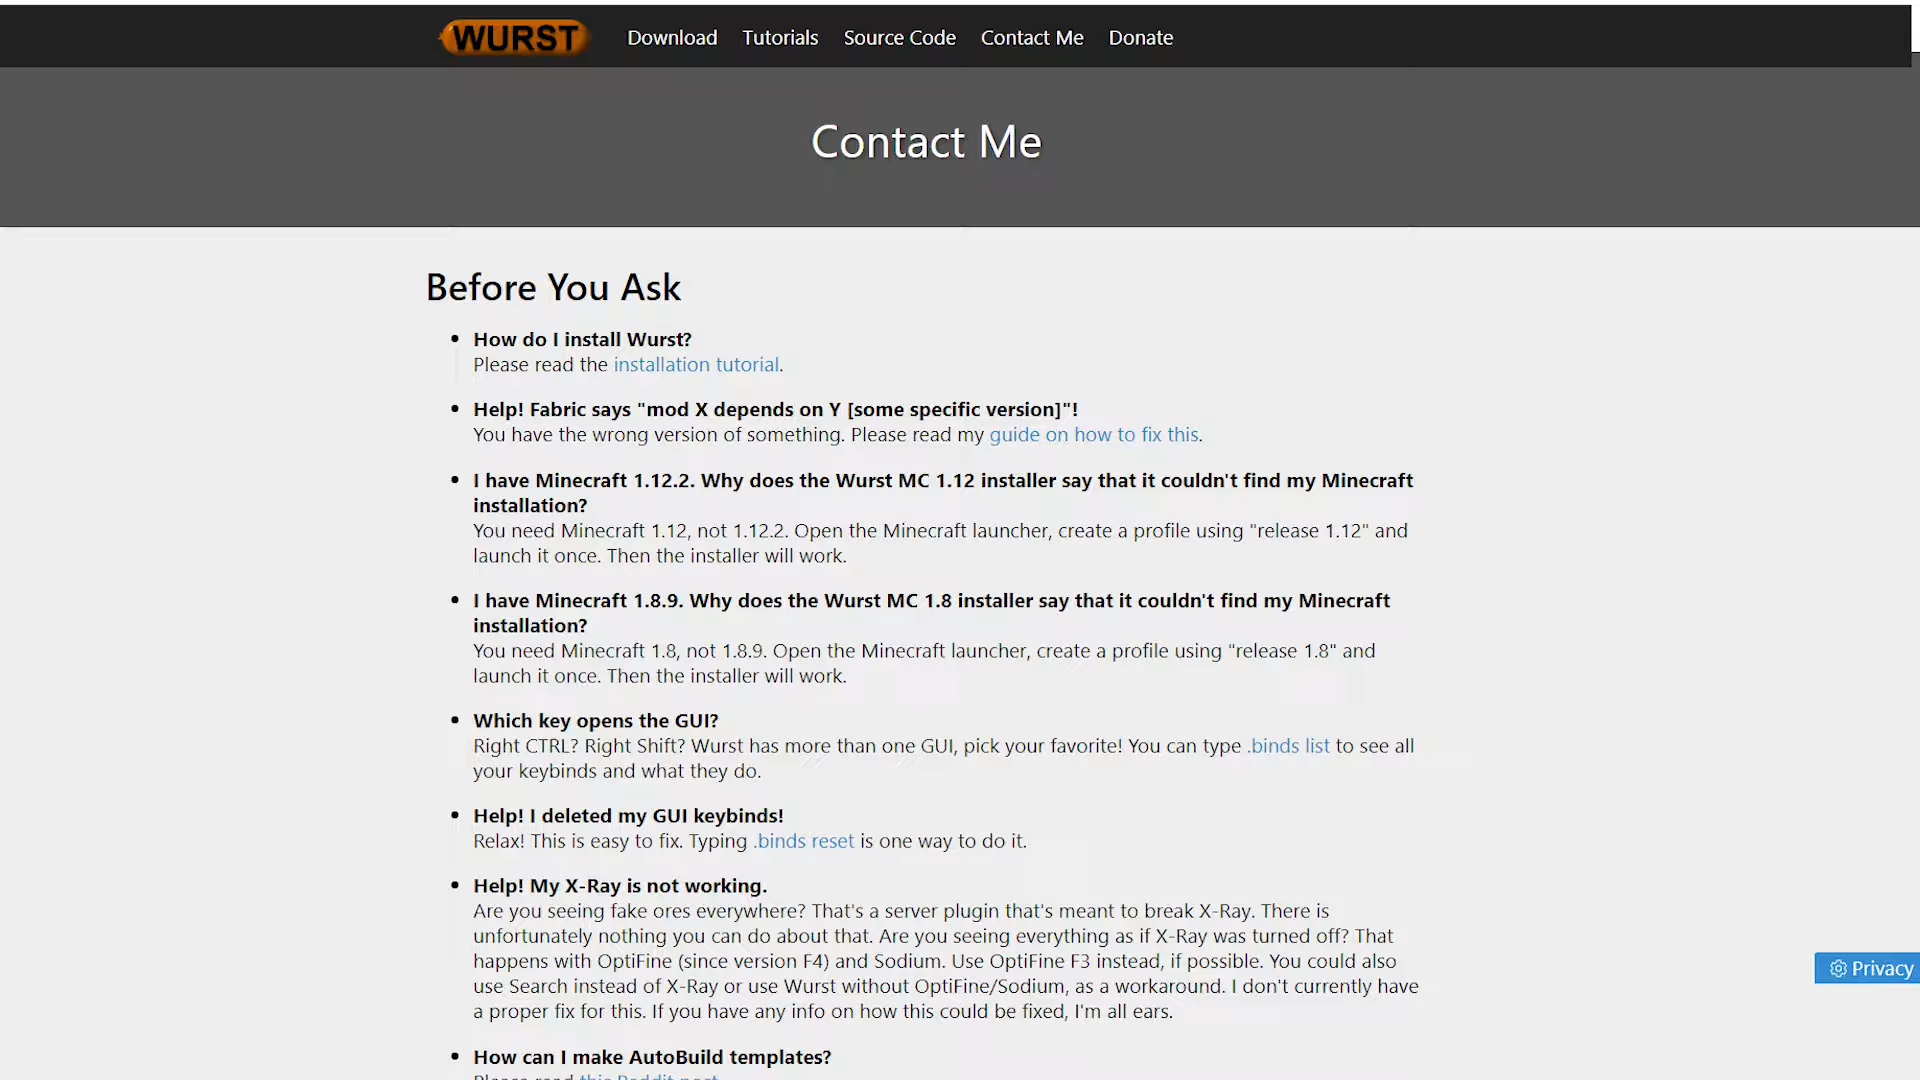 WURST
Download
Tutorials
Source Code
Contact Me
Donate
Contact Me
Before You Ask
How do I install Wurst?
Please read the installation tutorial.
Help! Fabric says "mod X depends on Y [some specific version]"!
You have the wrong version of something. Please read my guide on how to fix this.
I have Minecraft 1.12.2. Why does the Wurst MC 1.12 installer say that it couldn't find my Minecraft
installation?
You need Minecraft 1.12, not 1.12.2. Open the Minecraft launcher, create a profile using "release 1.12" and
launch it once. Then the installer will work.
I have Minecraft 1.8.9. Why does the Wurst MC 1.8 installer say that it couldn't find my Minecraft
installation?
You need Minecraft 1.8, not 1.8.9. Open the Minecraft launcher, create a profile using "release 1.8" and
launch it once. Then the installer will work.
Which key opens the GUI?
Right CTRL? Right Shift? Wurst has more than one GUI, pick your favorite! You can type .binds list to see all
your keybinds and what they do.
Help! I deleted my GUI keybinds!
Relax! This is easy to fix. Typing .binds reset is one way to do it.
Help! My X-Ray is not working.
Are you seeing fake ores everywhere? That's a server plugin that's meant to break X-Ray. There is
unfortunately nothing you can do about that. Are you seeing everything as if X-Ray was turned off? That
happens with OptiFine (since version F4) and Sodium. Use OptiFine F3 instead, if possible. You could also
use Search instead of X-Ray or use Wurst without OptiFine/Sodium, as a workaround. I don't currently have
a proper fix for this. If you have any info on how this could be fixed, I'm all ears.
Privacy
How can I make AutoBuild templates?
Please read this Reddit post